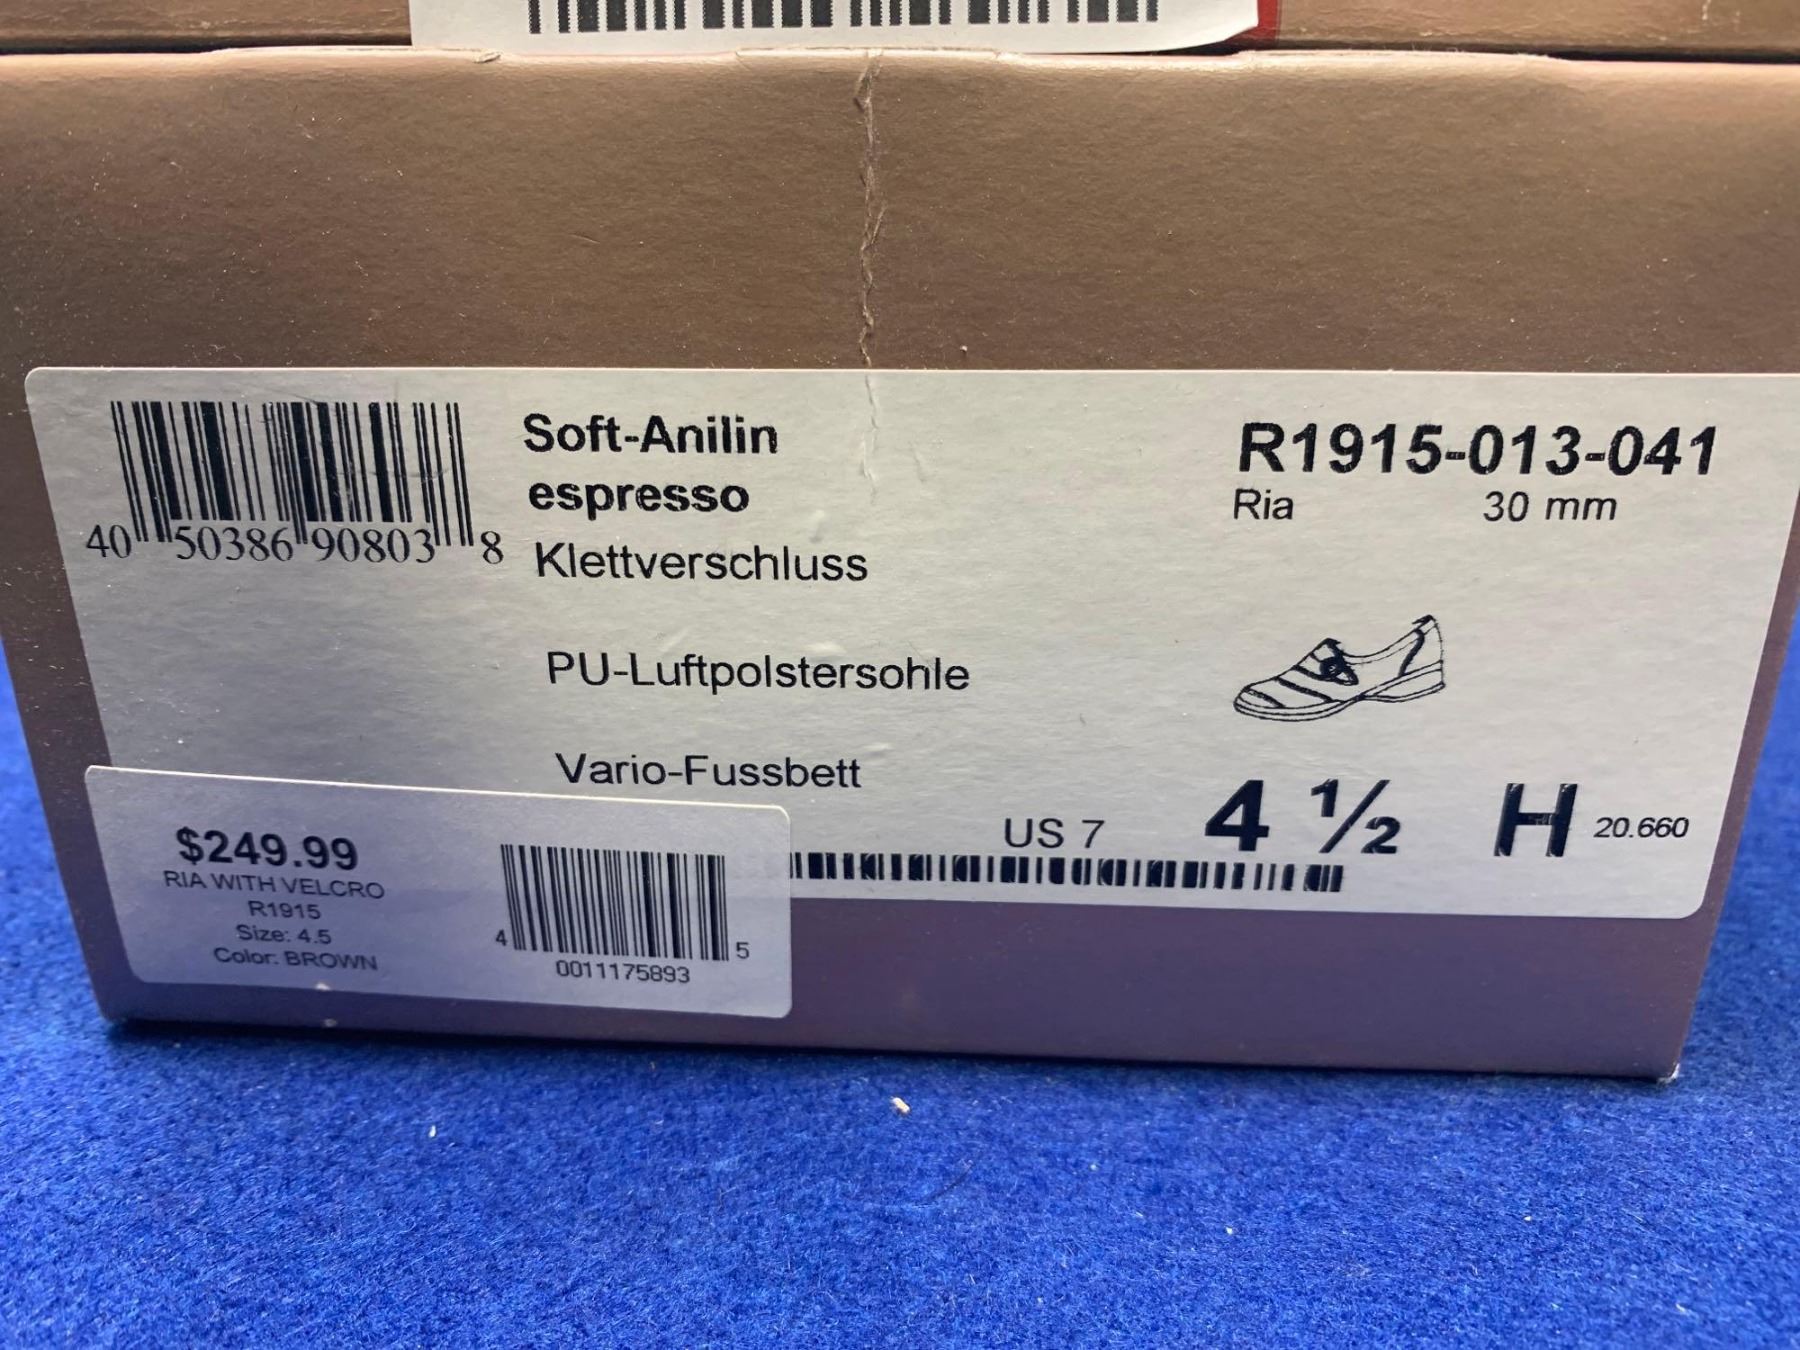 Soft-Anilin
espresso
Klettverschluss
PU-Luftpolstersohle
Vario-Fussbett
40 50386 90803 8
R1915-013-041
Ria 30 mm
US 7 4 ½ H 20.660
$249.99
RIA WITH VELCRO
R1915
Size: 4.5
Color: BROWN
4 0011175893 5